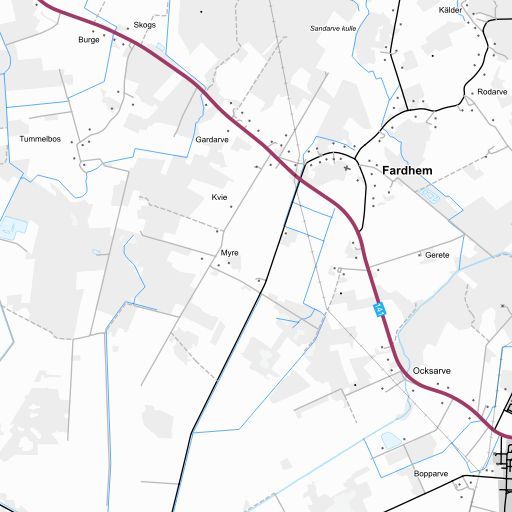 Kälder
Skogs
Sandarve kulle
Burge
Rodarve
Tummelbos
Gardarve
Fardhem
Kvie
Myre
Gerete
Ocksarve
Bopparve